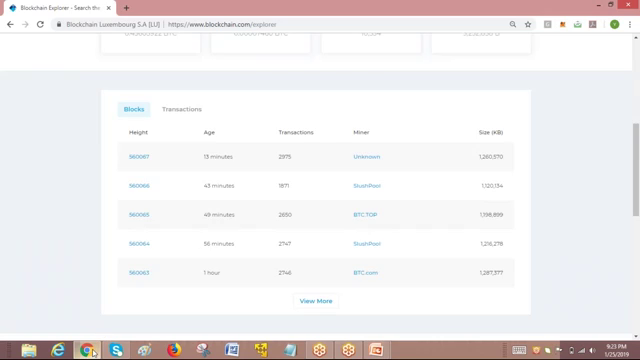 Blockchain Explorer - Search the
Blockchain Luxembourg S.A [LU] | https://www.blockchain.com/explorer
Blocks Transactions
Height Age Transactions Miner Size (KB)
560067 13 minutes 2975 Unknown 1,260,570
560066 43 minutes 1871 SlushPool 1,120,134
560065 49 minutes 2650 BTC.TOP 1,198,899
560064 56 minutes 2747 SlushPool 1,216,278
560063 1 hour 2746 BTC.com 1,287,377
View More
9:23 PM
1/25/2019